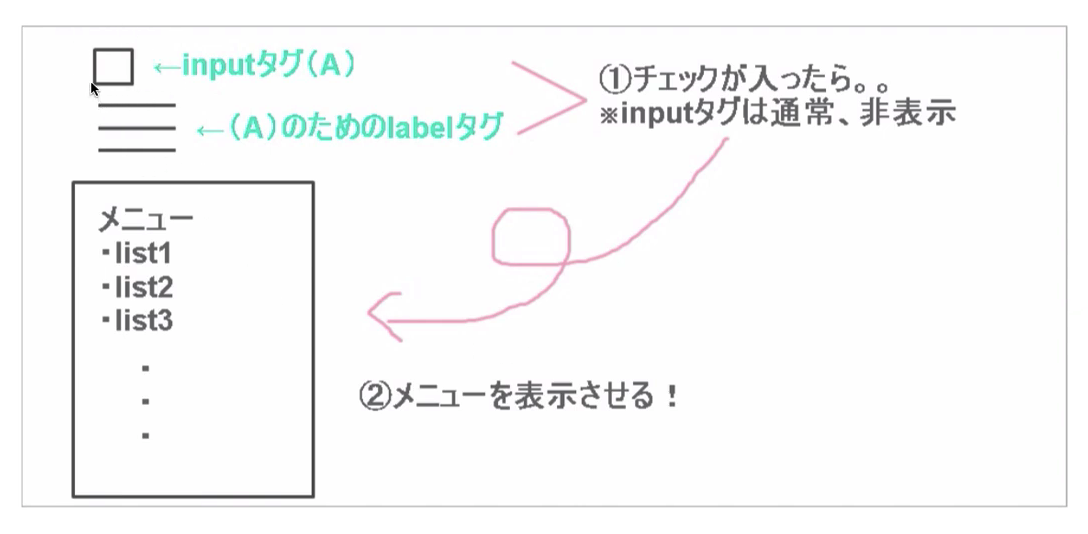 ←inputタグ(A)
←(A)のためのlabelタグ
①チェックが入ったら。。
※inputタグは通常、非表示
メニュー
・list1
・list2
・list3
・
・
・
②メニューを表示させる！